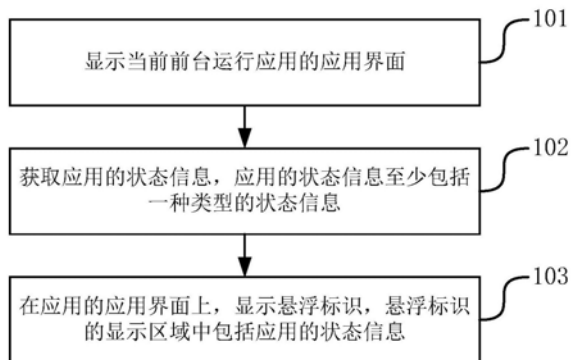 101
显示当前前台运行应用的应用界面
102
获取应用的状态信息，应用的状态信息至少包括
一种类型的状态信息
103
在应用的应用界面上，显示悬浮标识，悬浮标识
的显示区域中包括应用的状态信息